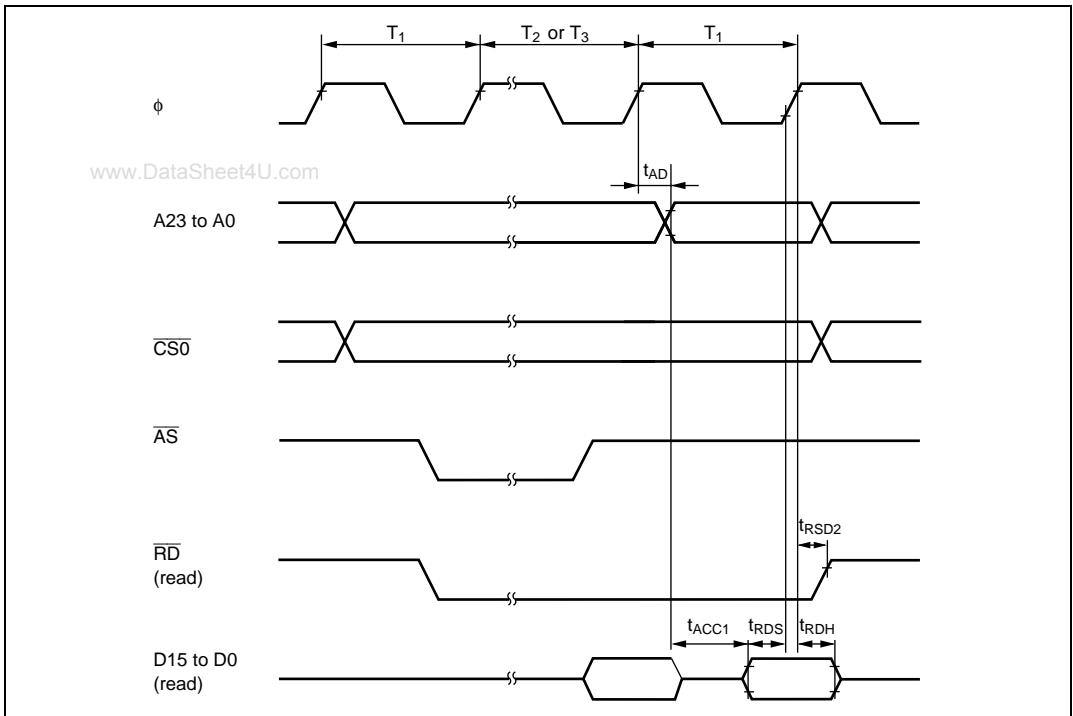 T1 T2 or T3 T1
φ
www.DataSheet4U.com
tAD
A23 to A0
CS0
AS
tRSD2
RD
(read)
tACC1 tRDS tRDH
D15 to D0
(read)